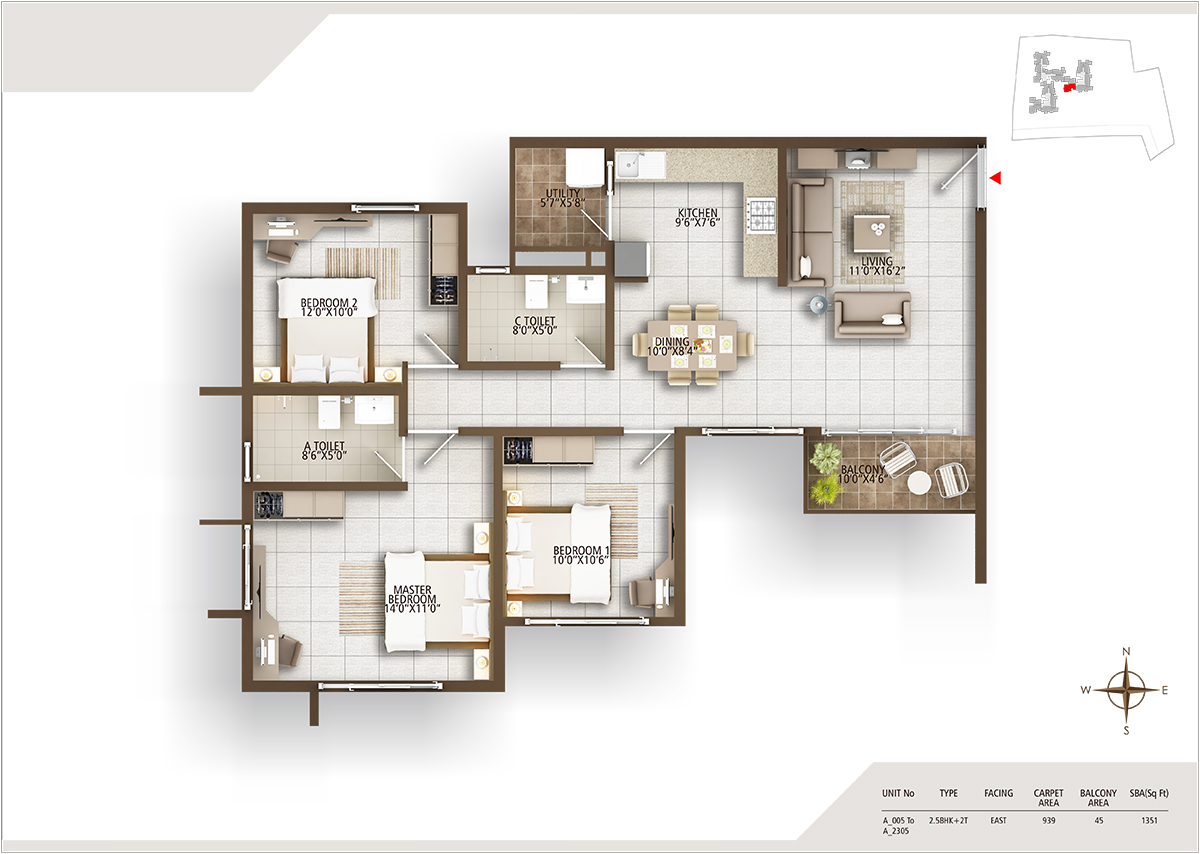 UTILITY
5'7"X5'8"
KITCHEN
9'6"X7'6"
LIVING
11'0"X16'2"
BEDROOM 2
12'0"X10'0"
C TOILET
8'0"X5'0"
DINING
10'0"X8'4"
A TOILET
8'6"X5'0"
BALCONY
10'0"X4'6"
BEDROOM 1
10'0"X10'6"
MASTER
BEDROOM
14'0"X11'0"
N
W E
S
UNIT No TYPE FACING CARPET AREA BALCONY AREA SBA(Sq Ft)
A_005 To A_2305 2.5BHK+2T EAST 939 45 1351